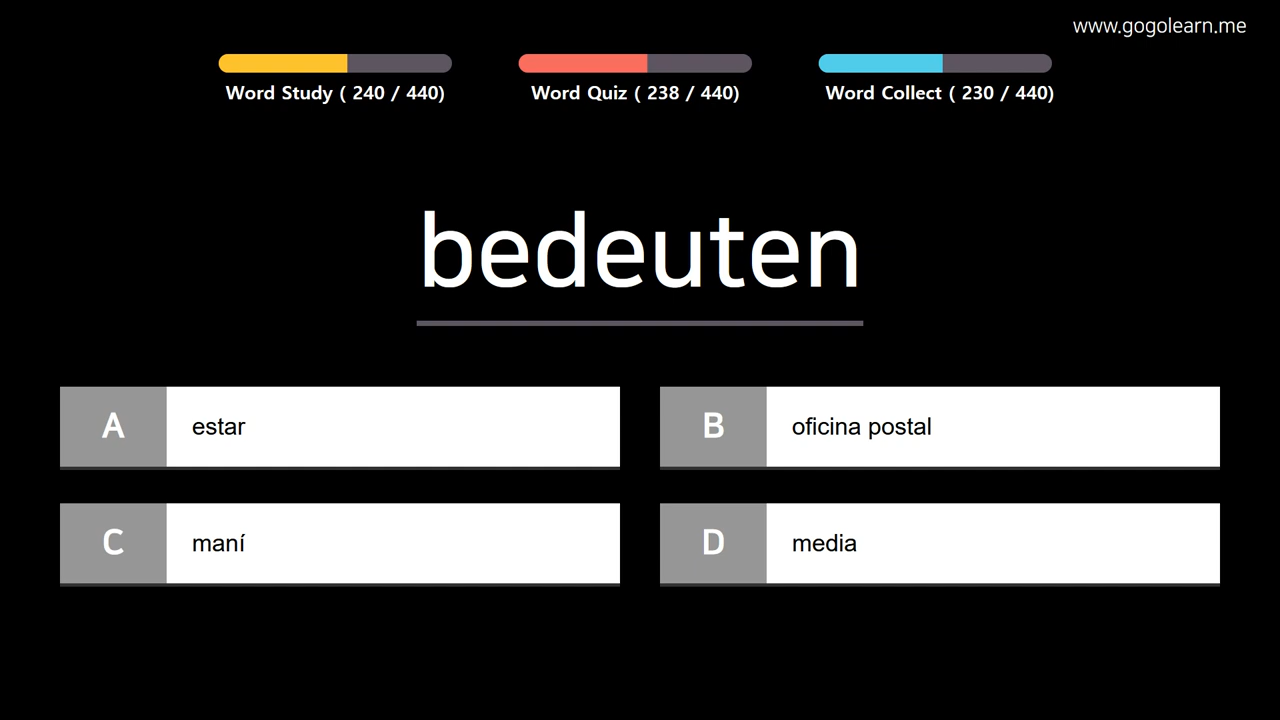 www.gogolearn.me
Word Study ( 240 / 440)
Word Quiz ( 238 / 440)
Word Collect ( 230 / 440)
bedeuten
A estar
B oficina postal
C maní
D media